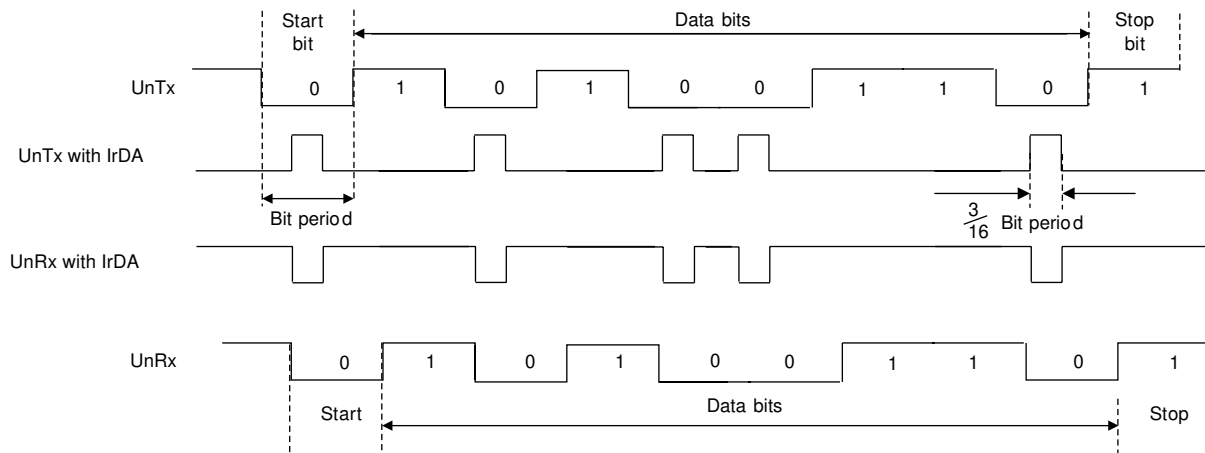 Start bit
Data bits
Stop bit
UnTx
0 1 0 1 0 0 1 1 0 1
UnTx with IrDA
Bit period
3/16 Bit period
UnRx with IrDA
UnRx
0 1 0 1 0 0 1 1 0 1
Start
Data bits
Stop